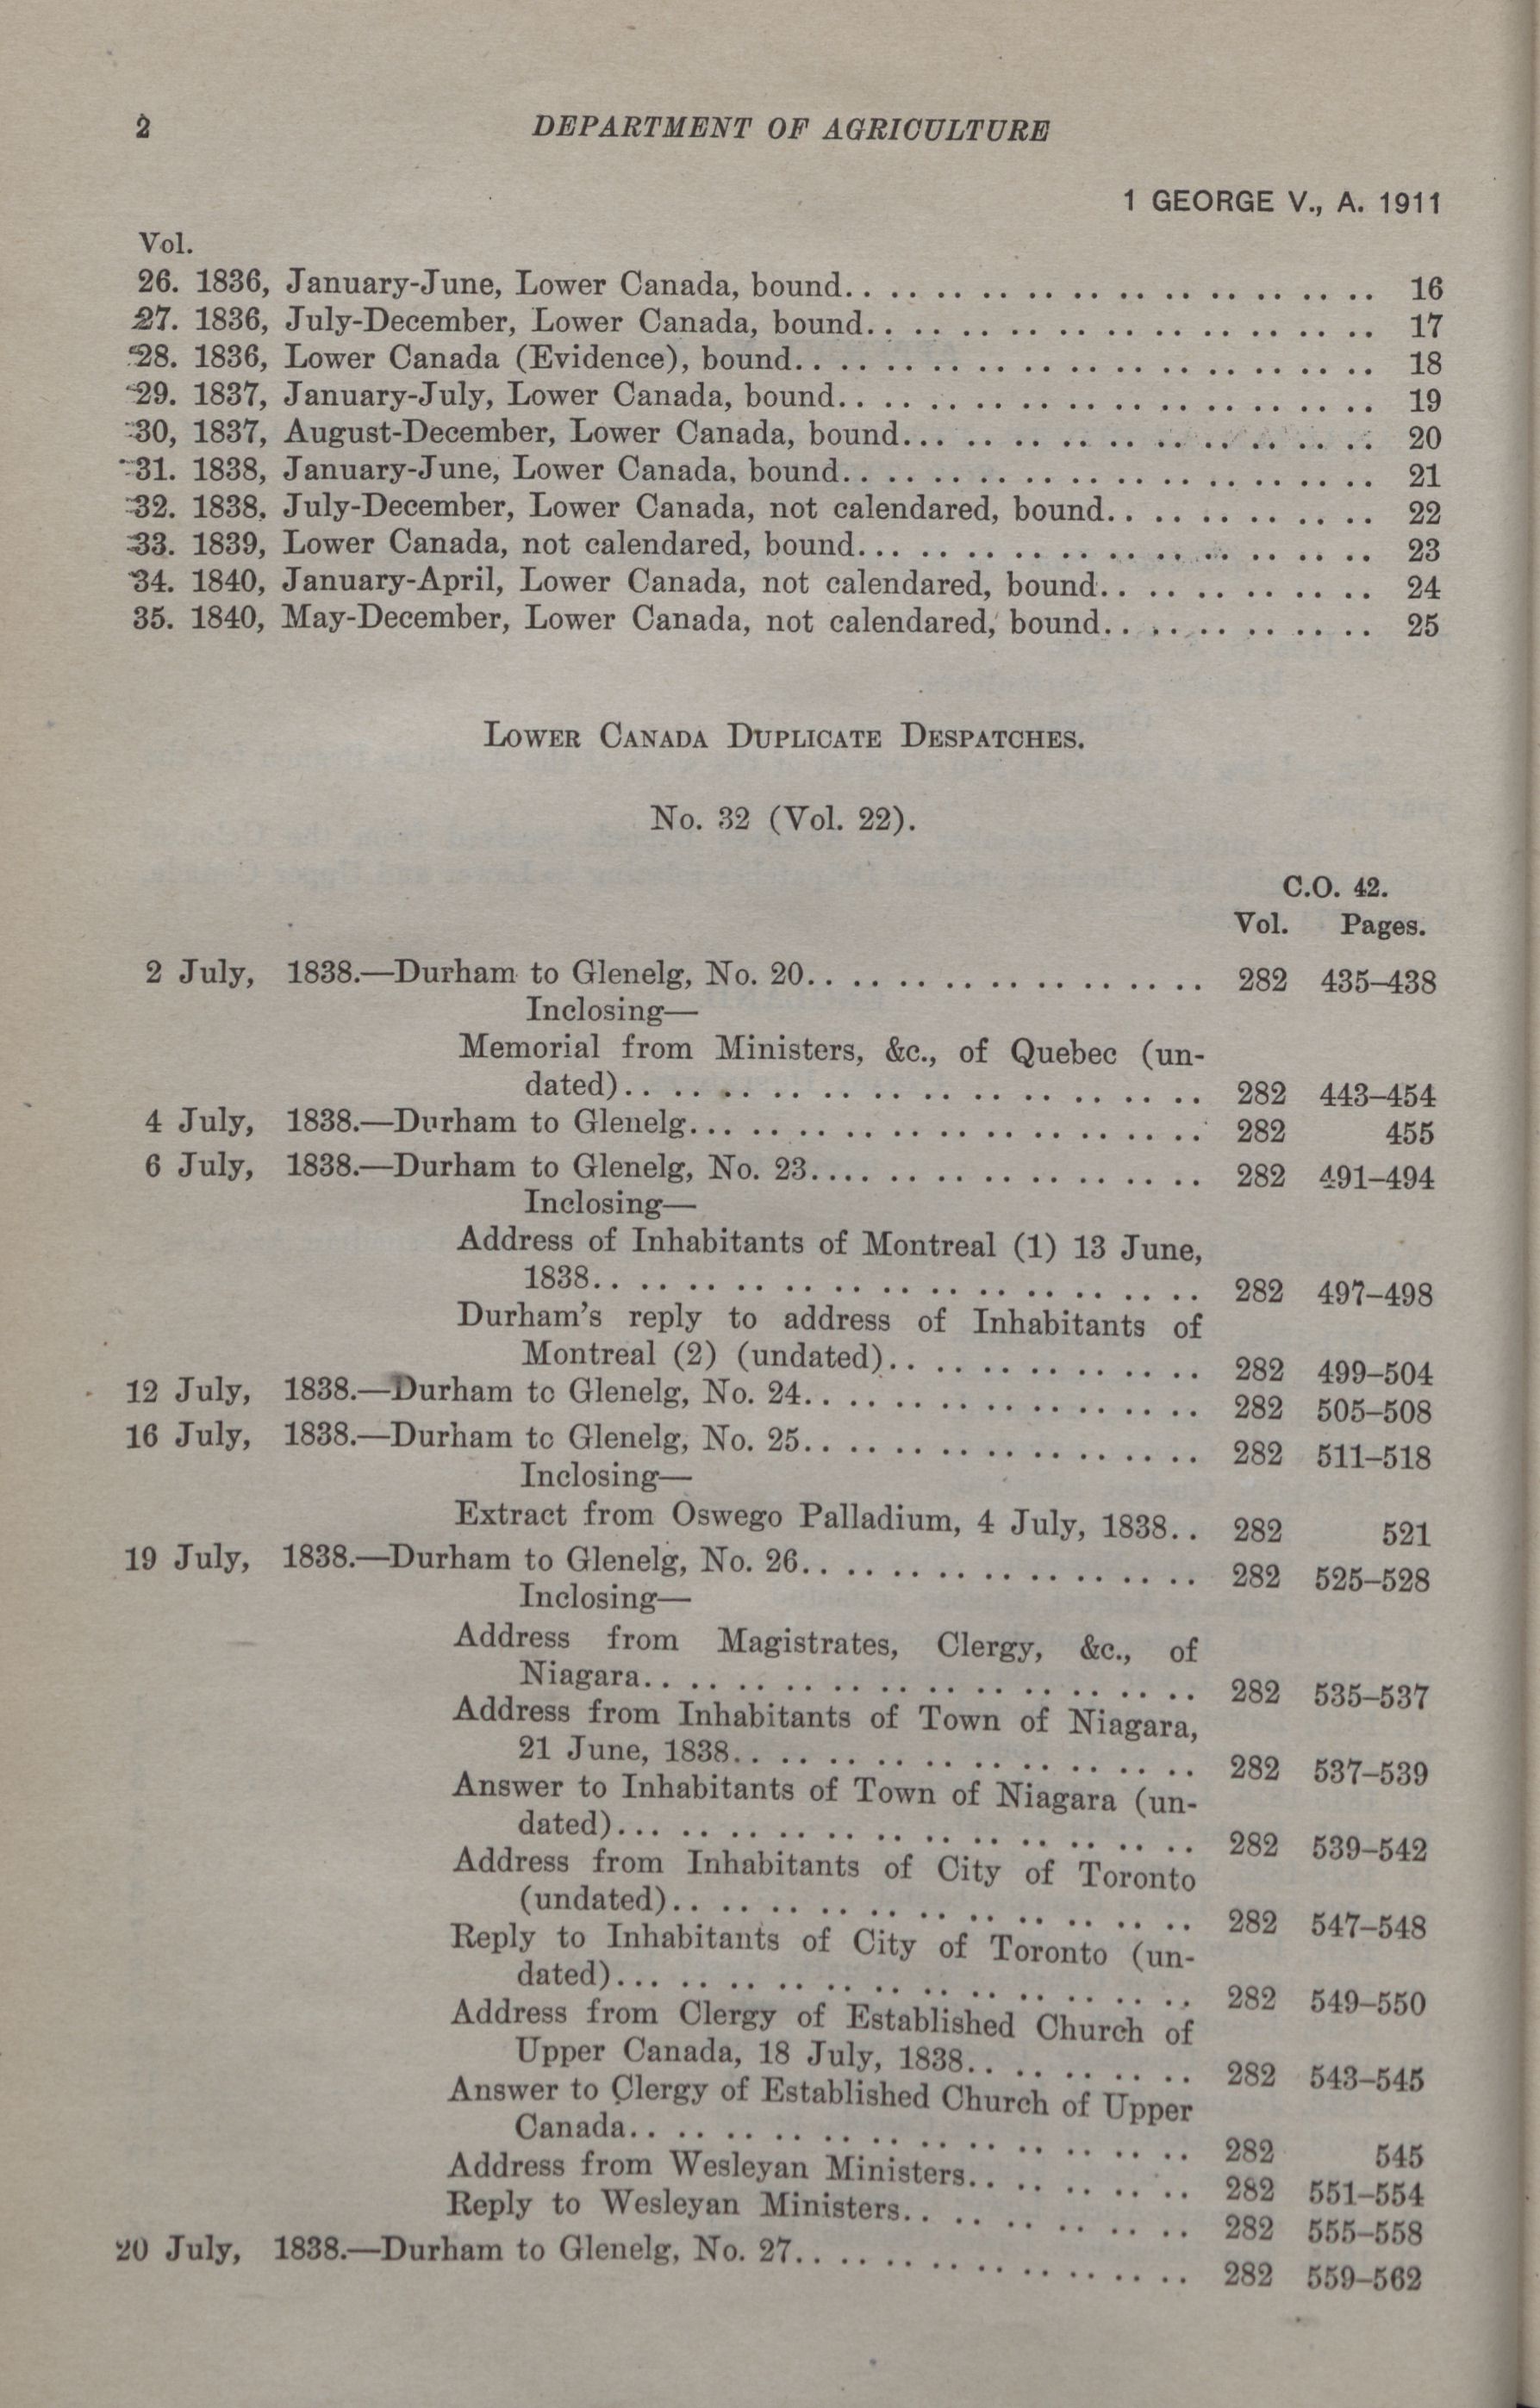 2 DEPARTMENT OF AGRICULTURE
1 GEORGE V., A. 1911
Vol.
26. 1836, January-June, Lower Canada, bound.. .. .. .. .. .. .. .. .. .. .. .. 16
27. 1836, July-December, Lower Canada, bound.. .. .. .. .. .. .. .. .. .. .. .. 17
28. 1836, Lower Canada (Evidence), bound.. .. .. .. .. .. .. .. .. .. .. .. .. 18
29. 1837, January-July, Lower Canada, bound.. .. .. .. .. .. .. .. .. .. .. .. 19
30, 1837, August-December, Lower Canada, bound... .. .. .. .. .. .. .. .. .. .. 20
31. 1838, January-June, Lower Canada, bound.. .. .. .. .. .. .. .. .. .. .. .. 21
32. 1838, July-December, Lower Canada, not calendared, bound.. .. .. .. .. .. .. 22
33. 1839, Lower Canada, not calendared, bound... .. .. .. .. .. .. .. .. .. .. .. 23
34. 1840, January-April, Lower Canada, not calendared, bound.. .. .. .. .. .. .. 24
35. 1840, May-December, Lower Canada, not calendared, bound.. .. .. .. .. .. .. 25
LOWER CANADA DUPLICATE DESPATCHES.
No. 32 (Vol. 22).
C.O. 42.
Vol. Pages.
2 July, 1838.—Durham to Glenelg, No. 20.. .. .. .. .. .. .. .. .. 282 435–438
Inclosing—
Memorial from Ministers, &c., of Quebec (un-
dated).. .. .. .. .. .. .. .. .. .. .. .. 282 443–454
4 July, 1838.—Durham to Glenelg... .. .. .. .. .. .. .. .. .. .. 282 455
6 July, 1838.—Durham to Glenelg, No. 23.... .. .. .. .. .. .. .. 282 491–494
Inclosing—
Address of Inhabitants of Montreal (1) 13 June,
1838.. .. .. .. .. .. .. .. .. .. .. .. .. 282 497–498
Durham's reply to address of Inhabitants of
Montreal (2) (undated).. .. .. .. .. .. .. 282 499–504
12 July, 1838.—Durham to Glenelg, No. 24.. .. .. .. .. .. .. .. .. 282 505–508
16 July, 1838.—Durham to Glenelg, No. 25.. .. .. .. .. .. .. .. .. 282 511–518
Inclosing—
Extract from Oswego Palladium, 4 July, 1838.. 282 521
19 July, 1838.—Durham to Glenelg, No. 26.. .. .. .. .. .. .. .. .. 282 525–528
Inclosing—
Address from Magistrates, Clergy, &c., of
Niagara.. .. .. .. .. .. .. .. .. .. .. .. 282 535–537
Address from Inhabitants of Town of Niagara,
21 June, 1838.. .. .. .. .. .. .. .. .. .. 282 537–539
Answer to Inhabitants of Town of Niagara (un-
dated)... .. .. .. .. .. .. .. .. .. .. .. 282 539–542
Address from Inhabitants of City of Toronto
(undated).. .. .. .. .. .. .. .. .. .. .. 282 547–548
Reply to Inhabitants of City of Toronto (un-
dated)... .. .. .. .. .. .. .. .. .. .. .. 282 549–550
Address from Clergy of Established Church of
Upper Canada, 18 July, 1838.. .. .. .. .. 282 543–545
Answer to Clergy of Established Church of Upper
Canada.. .. .. .. .. .. .. .. .. .. .. .. 282 545
Address from Wesleyan Ministers.. .. .. .. .. 282 551–554
Reply to Wesleyan Ministers.. .. .. .. .. .. .. 282 555–558
20 July, 1838.—Durham to Glenelg, No. 27.. .. .. .. .. .. .. .. .. 282 559–562